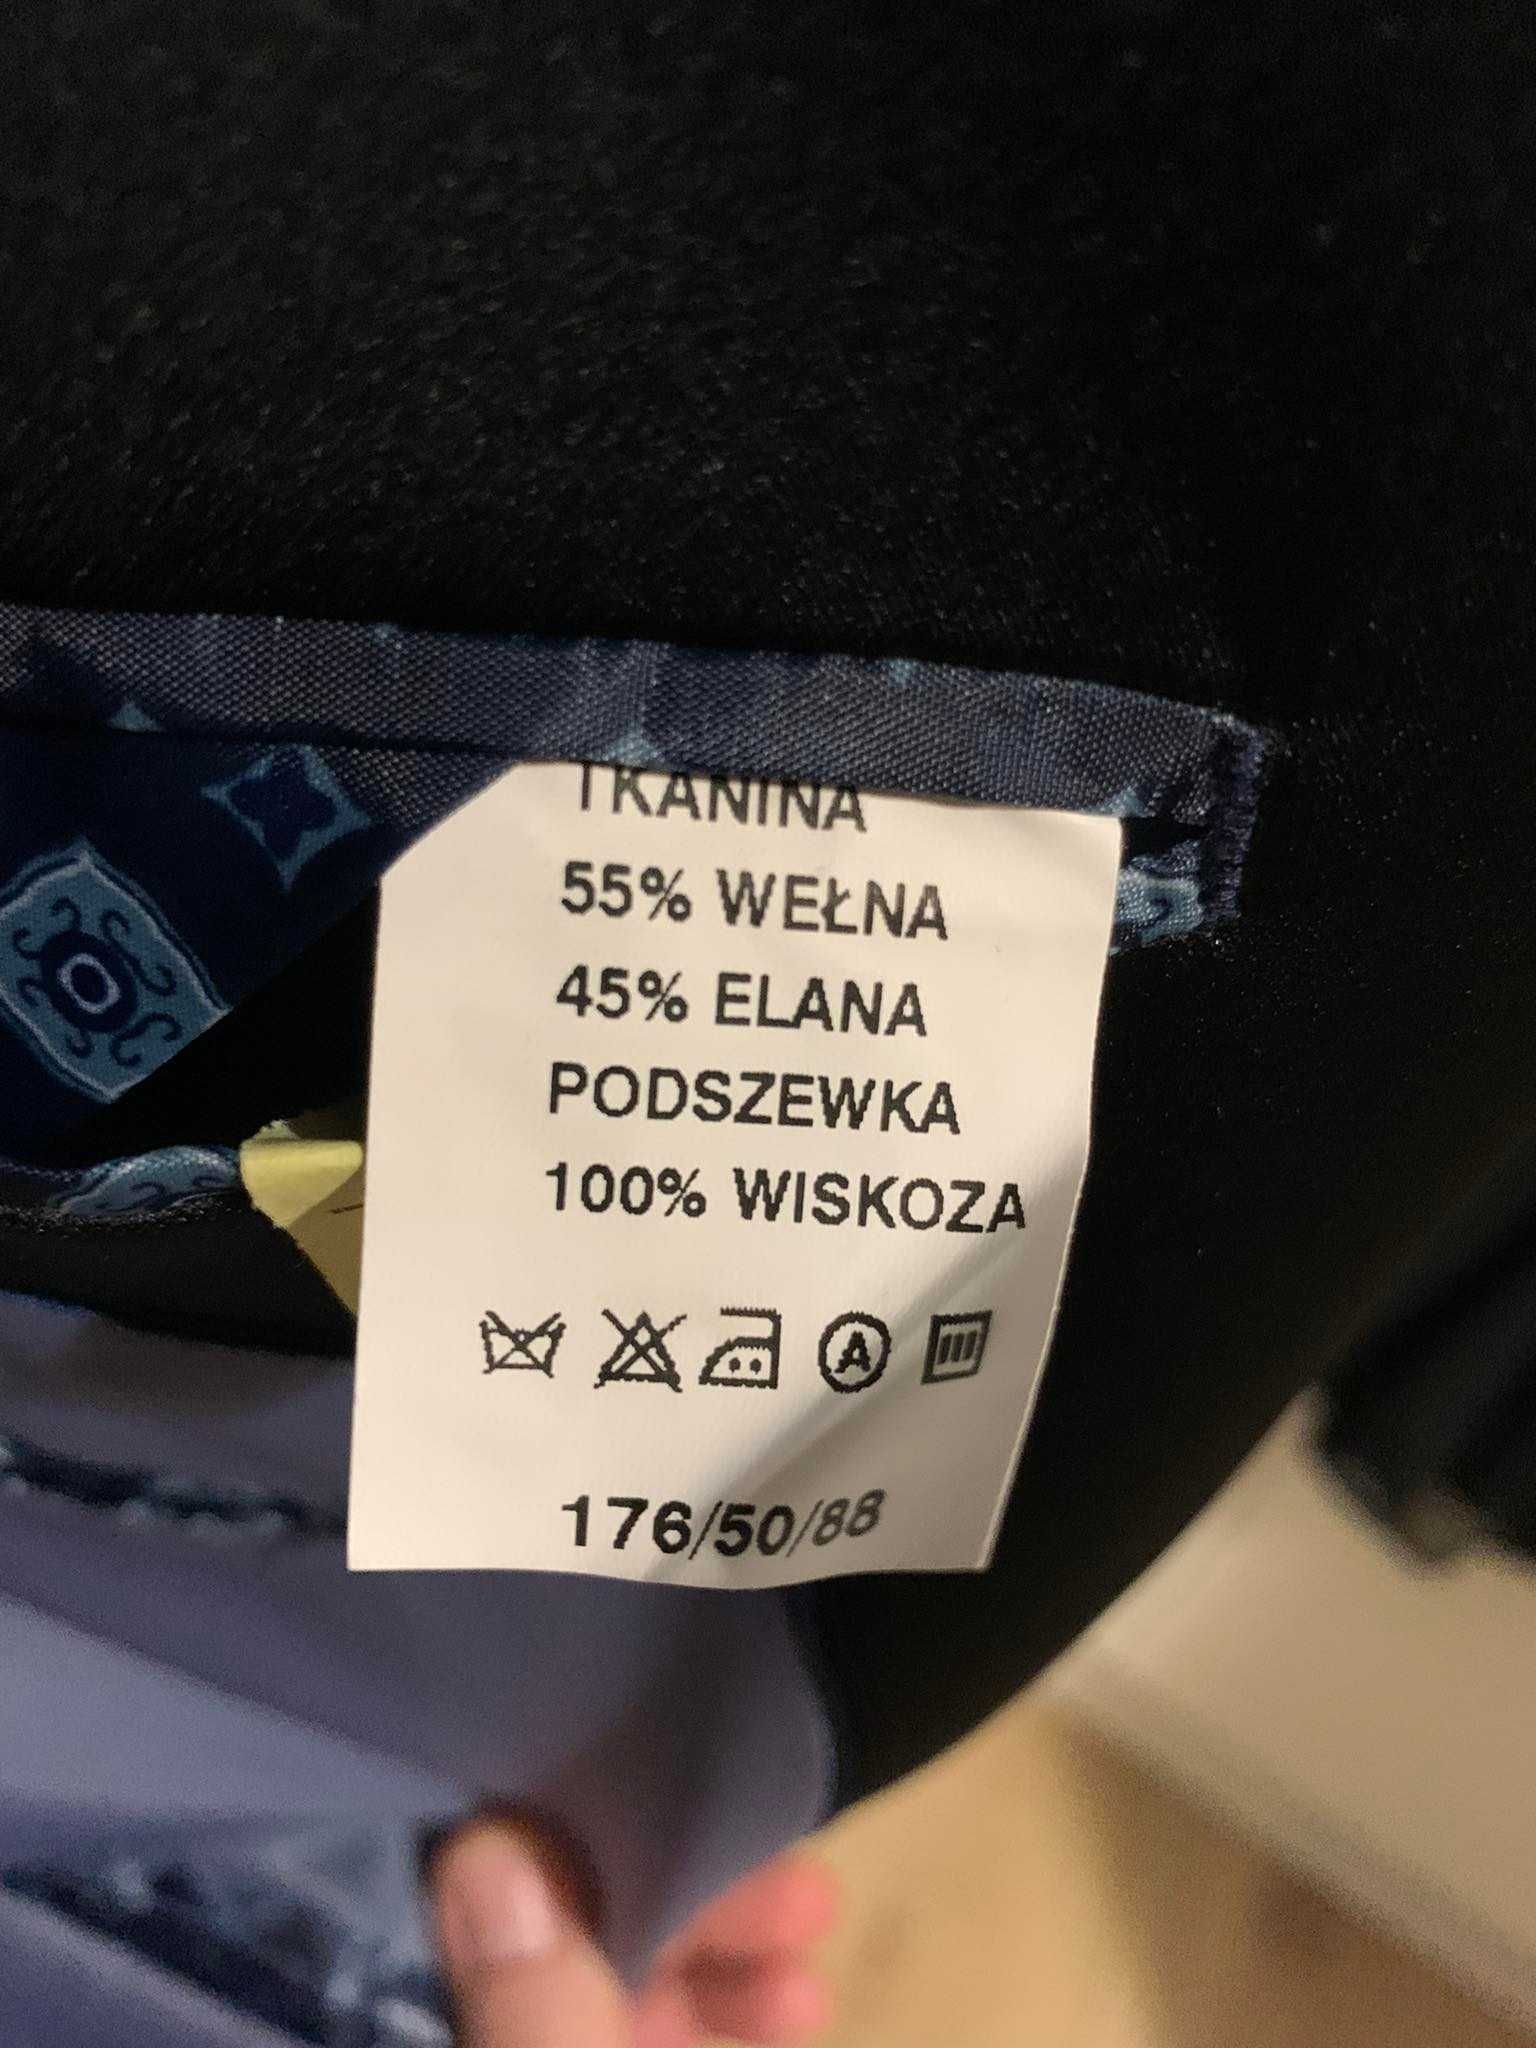 TKANINA
55% WEŁNA
45% ELANA
PODSZEWKA
100% WISKOZA
A
176/50/88